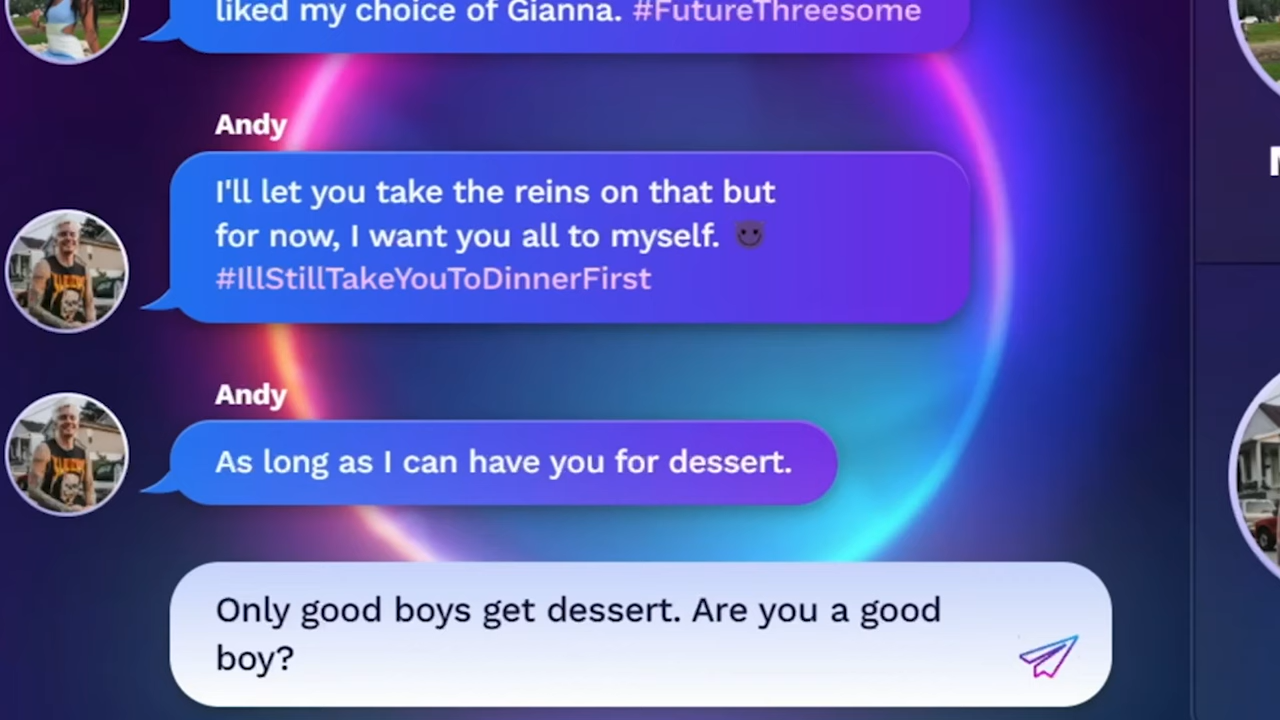 liked my choice of Gianna. #FutureThreesome
Andy
I'll let you take the reins on that but
for now, I want you all to myself. 😈
#IllStillTakeYouToDinnerFirst
Andy
As long as I can have you for dessert.
Only good boys get dessert. Are you a good
boy?